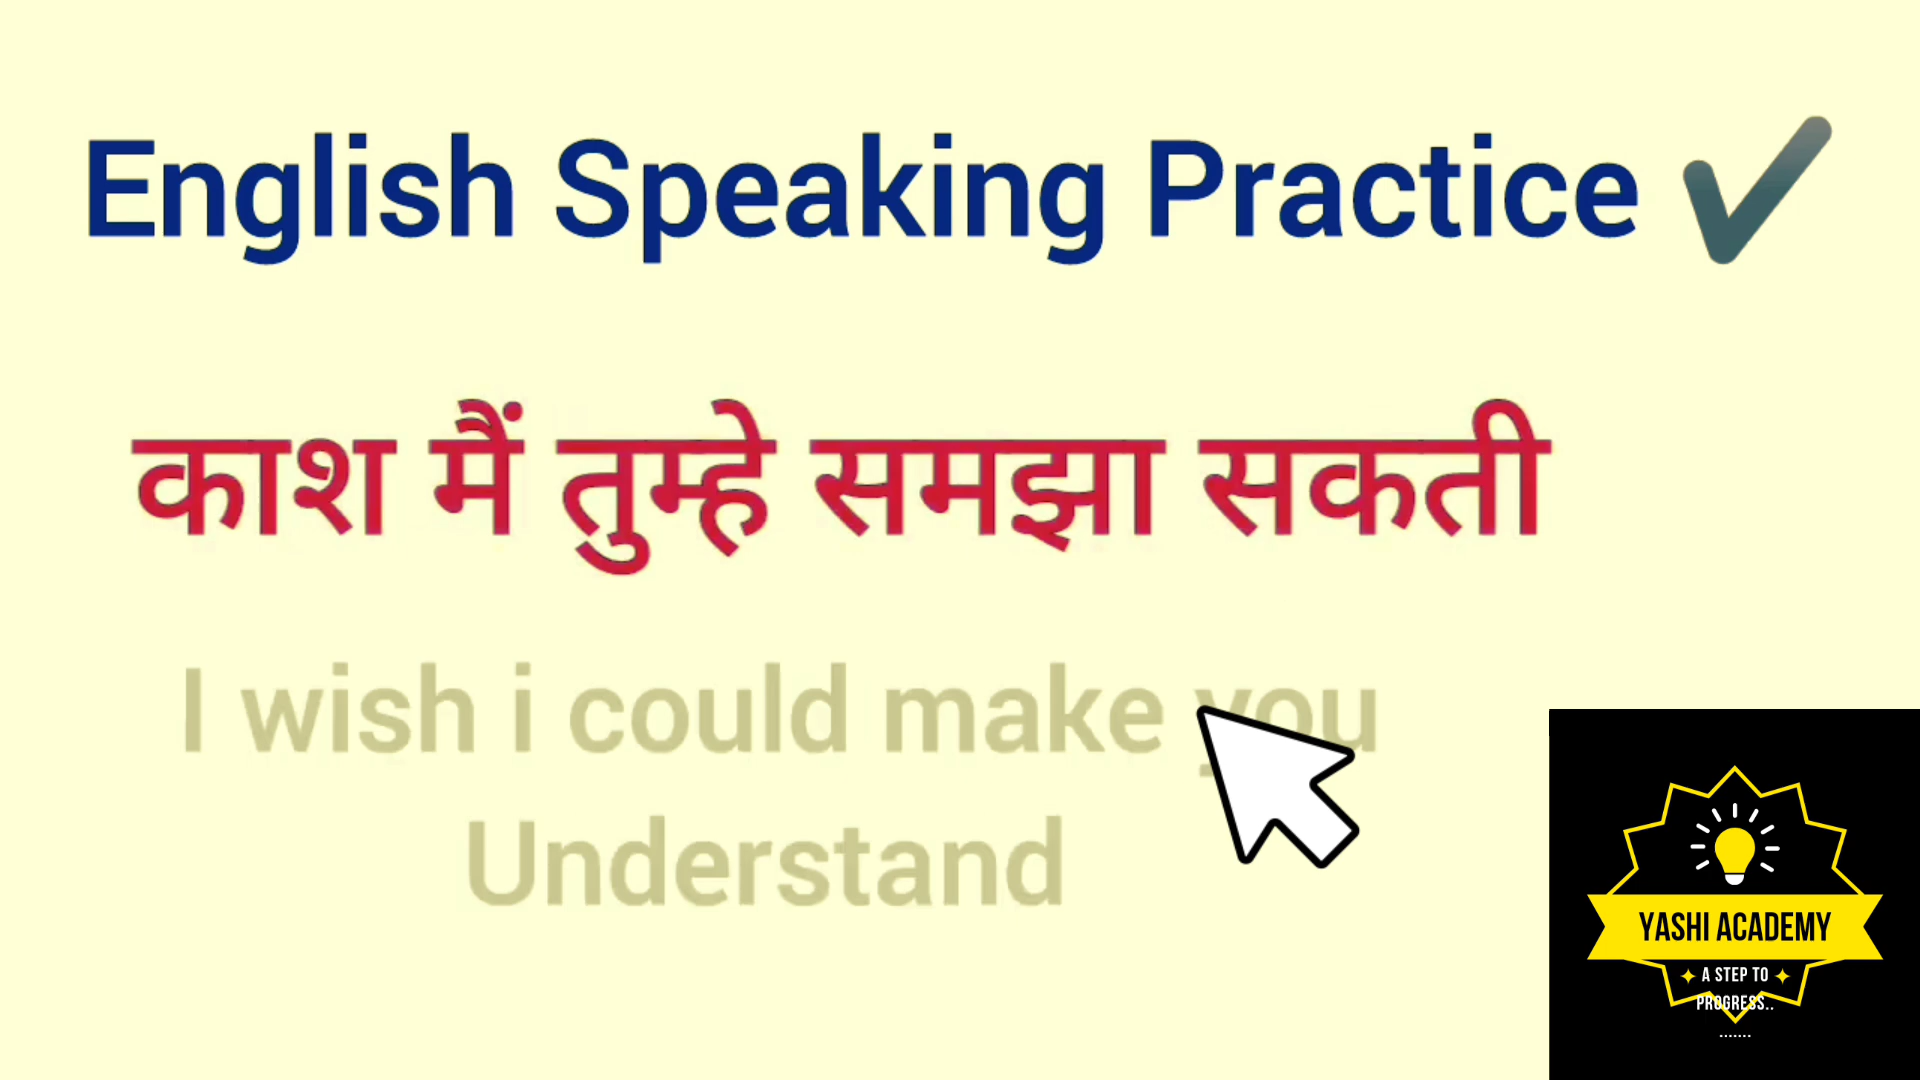 English Speaking Practice ✔
काश मैं तुम्हे समझा सकती
I wish i could make you
Understand
YASHI ACADEMY
A STEP TO
PROGRESS..
.......